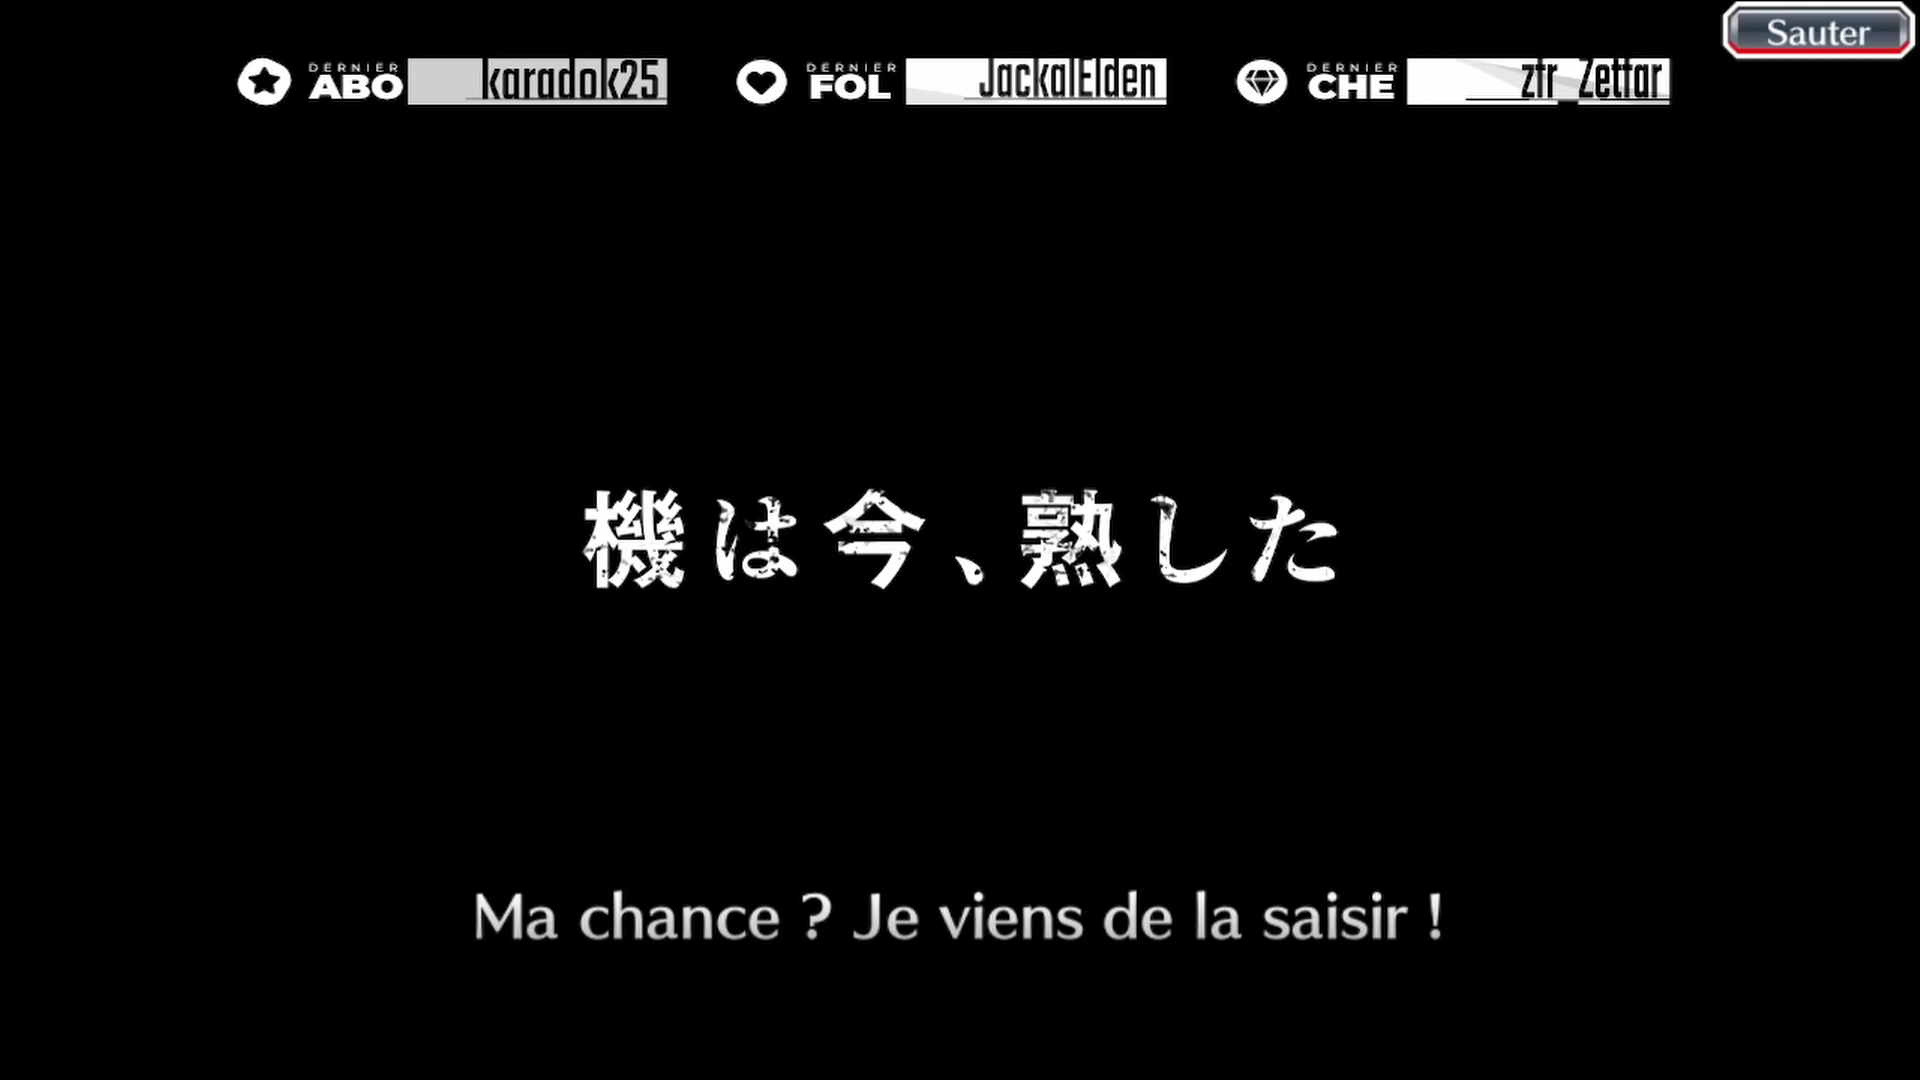 Sauter
DERNIER ABO karadok25
DERNIER FOL JackalElden
DERNIER CHE ztr_Zettar
機は今、熟した
Ma chance ? Je viens de la saisir !